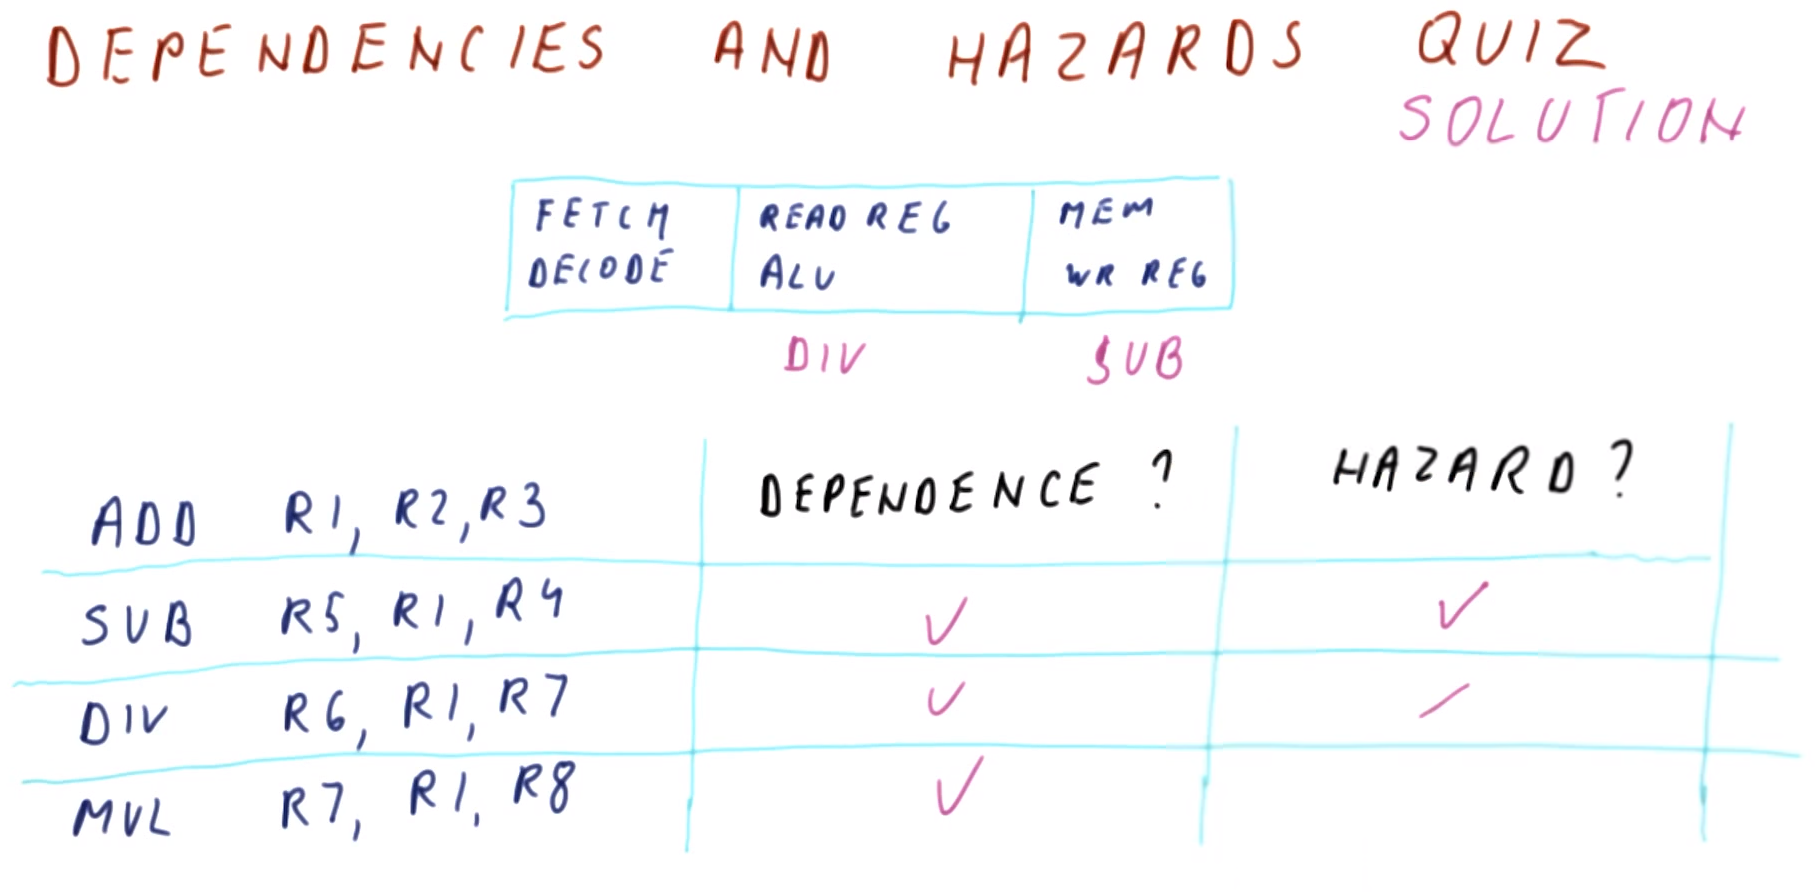 DEPENDENCIES AND HAZARDS QUIZ
SOLUTION
FETCH READ REG MEM
DECODE ALU WR REG
DIV SUB
ADD R1, R2, R3 DEPENDENCE ? HAZARD ?
SUB R5, R1, R4 ✓ ✓
DIV R6, R1, R7 ✓ /
MUL R7, R1, R8 ✓